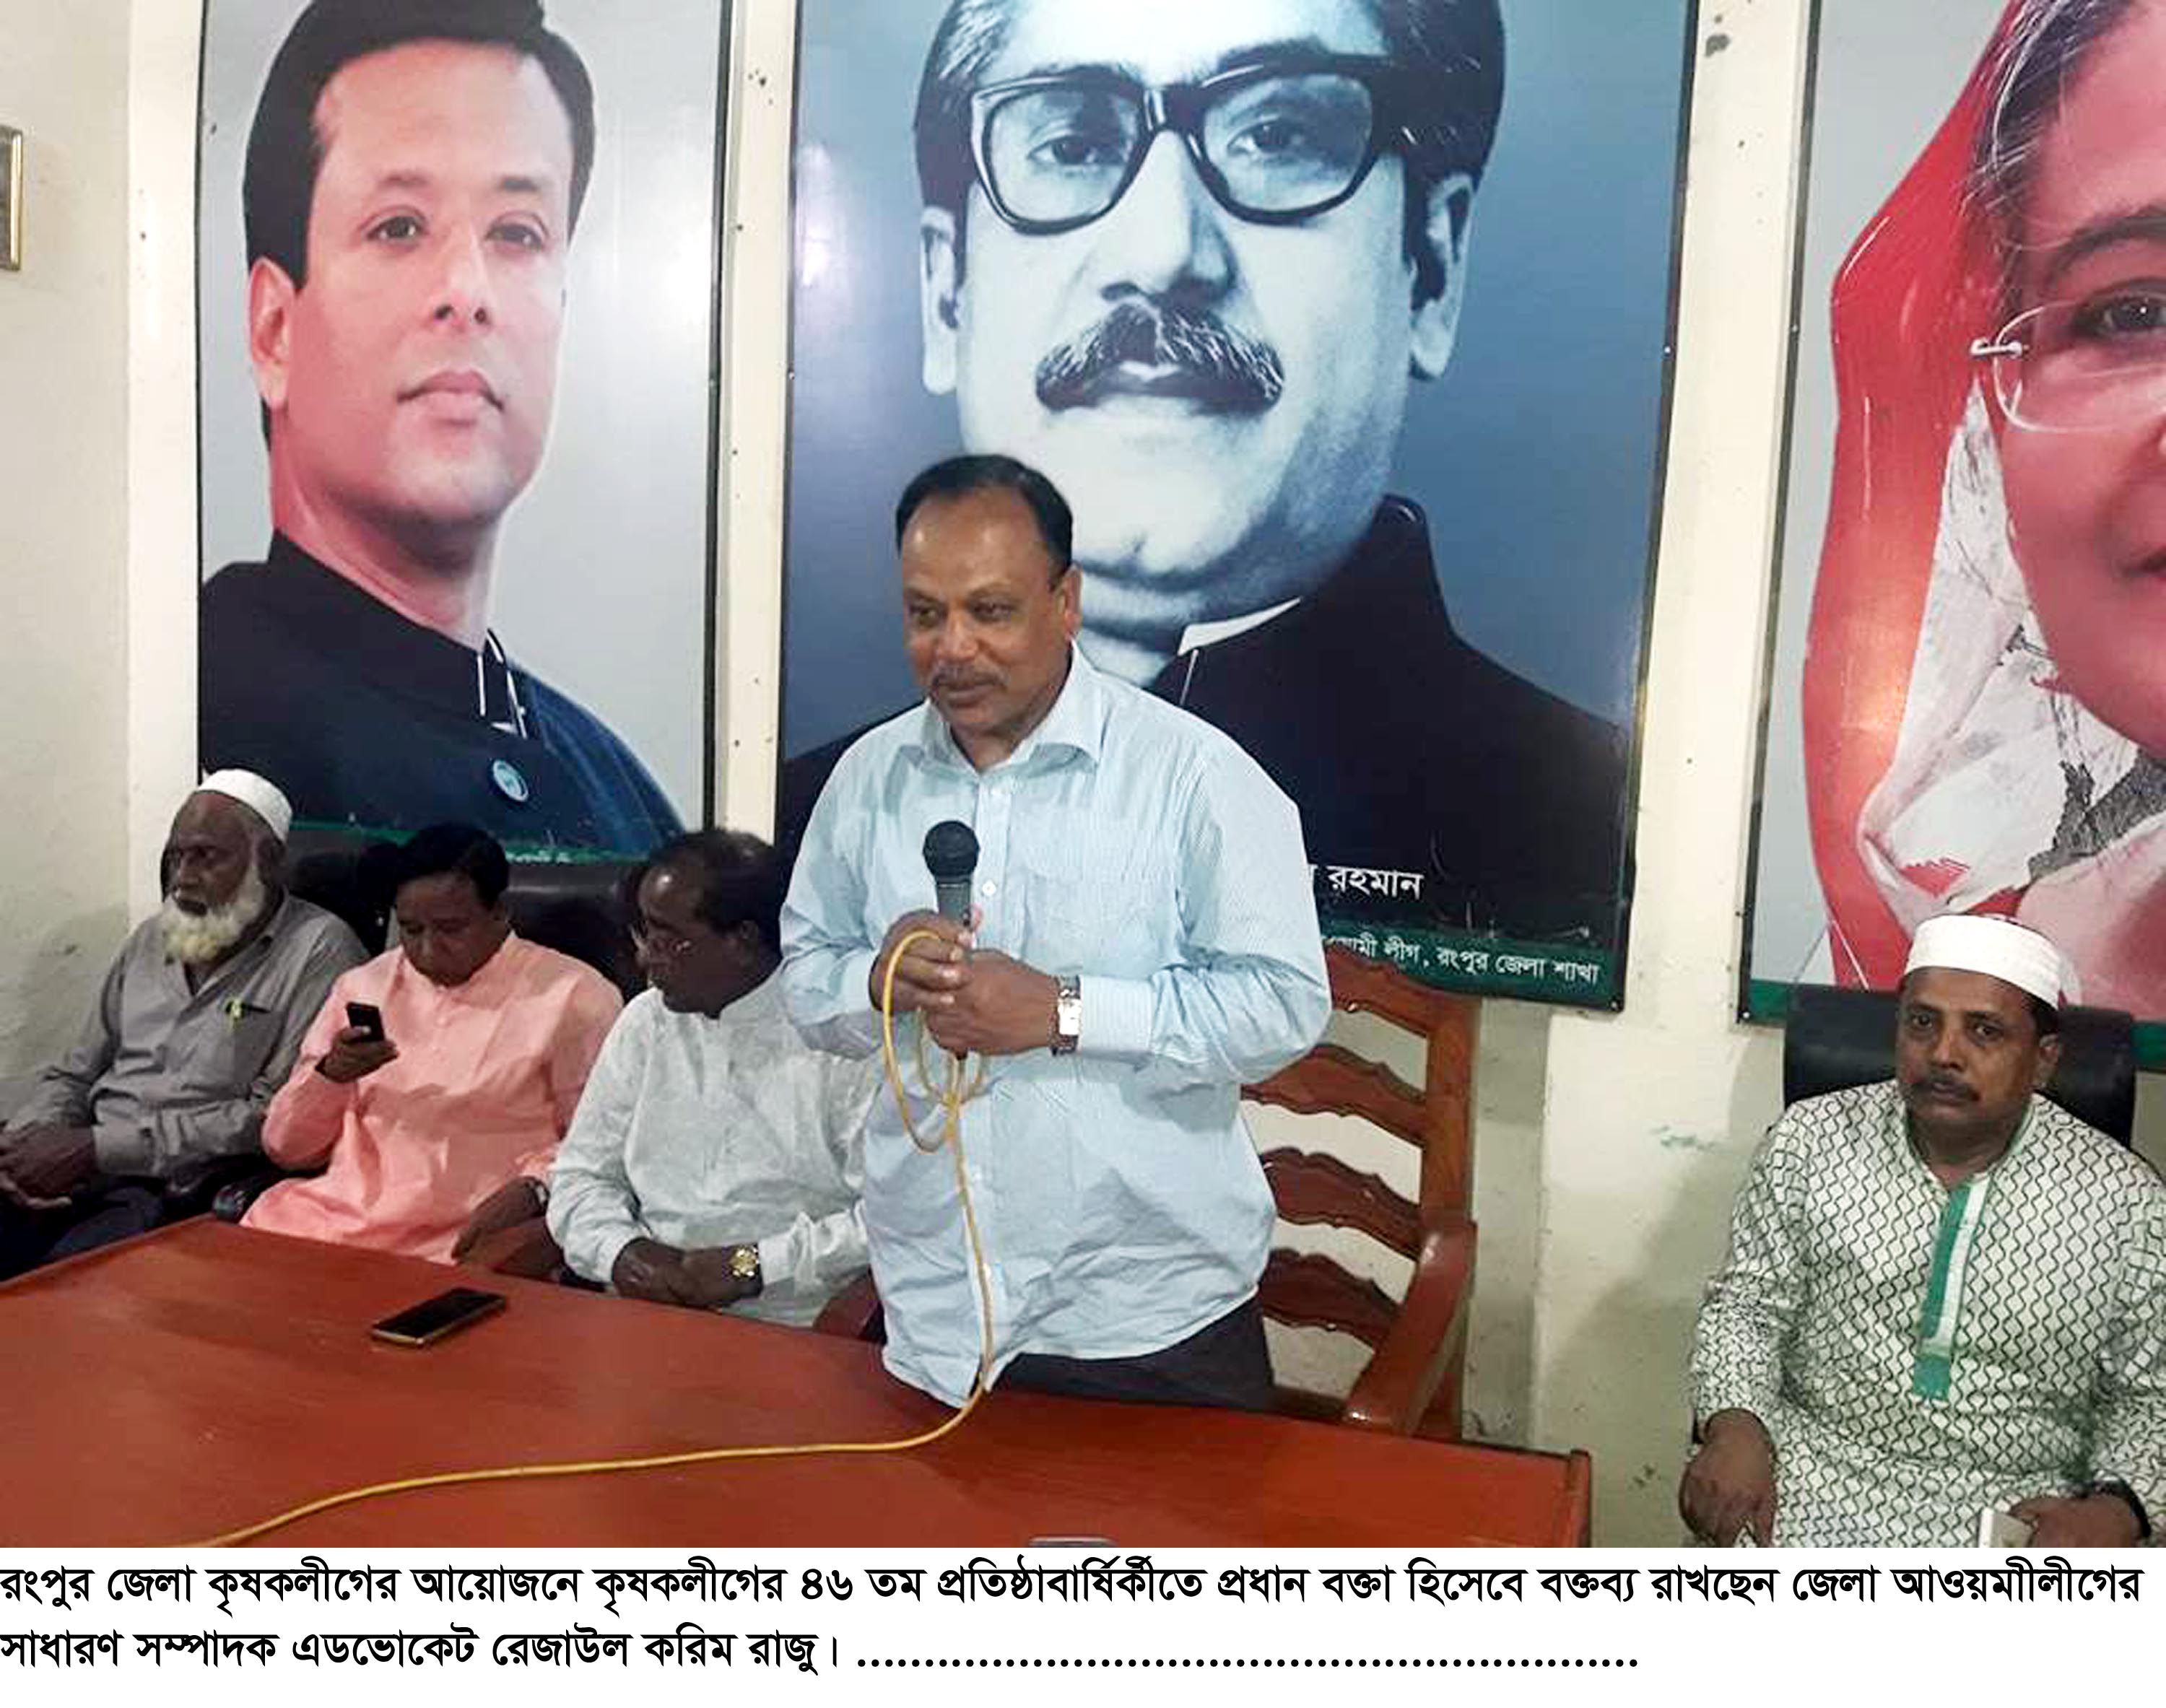 রহমান
লীগ, রংপুর জেলা শাখা
রংপুর জেলা কৃষকলীগের আয়োজনে কৃষকলীগের ৪৬ তম প্রতিষ্ঠাবার্ষিকীতে প্রধান বক্তা হিসেবে বক্তব্য রাখছেন জেলা আওয়মাীলীগের
সাধারণ সম্পাদক এডভোকেট রেজাউল করিম রাজু। ..........................................................